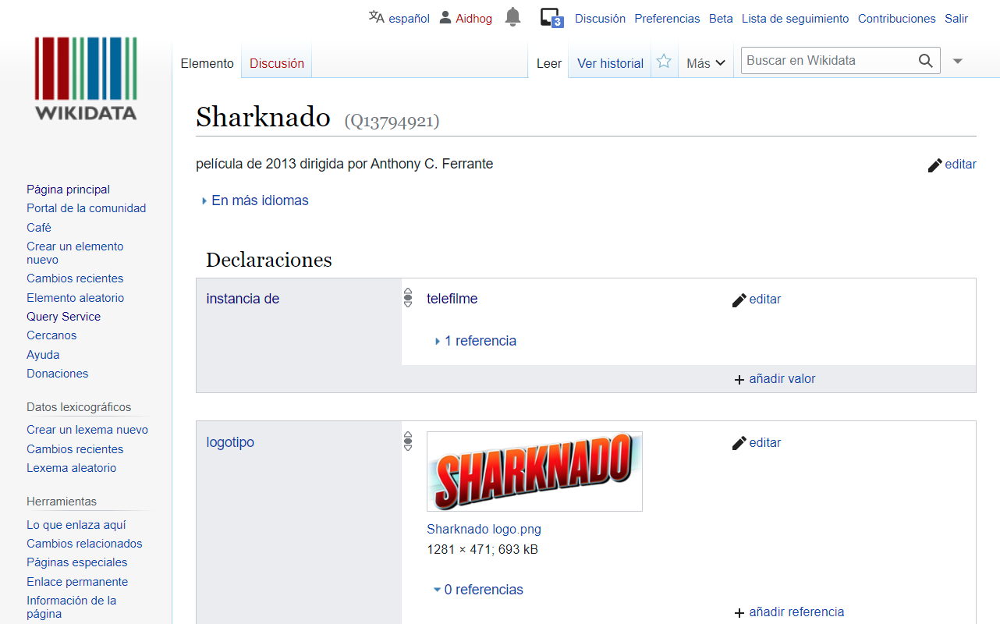 español Aidhog 3 Discusión Preferencias Beta Lista de seguimiento Contribuciones Salir
Elemento Discusión Leer Ver historial Más Buscar en Wikidata
WIKIDATA
Sharknado (Q13794921)
película de 2013 dirigida por Anthony C. Ferrante editar
En más idiomas
Página principal
Portal de la comunidad
Café
Crear un elemento
nuevo
Cambios recientes
Elemento aleatorio
Query Service
Cercanos
Ayuda
Donaciones
Datos lexicográficos
Crear un lexema nuevo
Cambios recientes
Lexema aleatorio
Herramientas
Lo que enlaza aquí
Cambios relacionados
Páginas especiales
Enlace permanente
Información de la
página
Declaraciones
instancia de telefilme editar
1 referencia
añadir valor
logotipo SHARKNADO editar
Sharknado logo.png
1281 × 471; 693 kB
0 referencias
añadir referencia